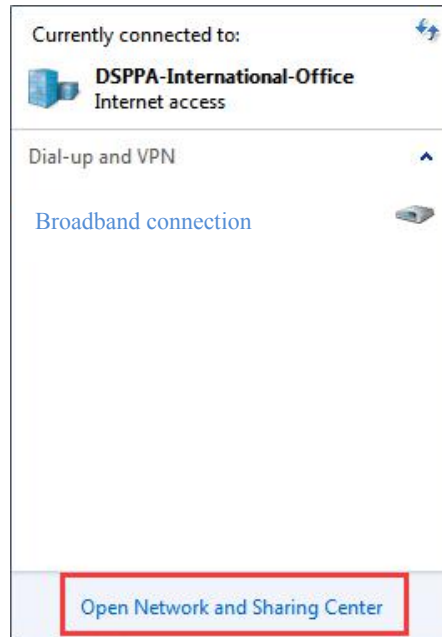 Currently connected to:
DSPPA-International-Office
Internet access
Dial-up and VPN
Broadband connection
Open Network and Sharing Center